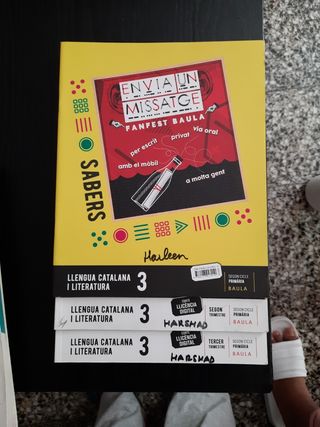 ENVIA UN
MISSATGE
FANFEST BAULA
per escrit
privat
via oral
amb el mòbil
a molta gent
SABERS
Harleen
LLENGUA CATALANA
I LITERATURA
3
SEGON CICLE
PRIMÀRIA
BAULA
LLENGUA CATALANA
I LITERATURA
3
LLICÈNCIA
DIGITAL
HARSHAD
SEGON
TRIMESTRE
SEGON CICLE
PRIMÀRIA
BAULA
LLENGUA CATALANA
I LITERATURA
3
LLICÈNCIA
DIGITAL
HARSHAD
TERCER
TRIMESTRE
SEGON CICLE
PRIMÀRIA
BAULA